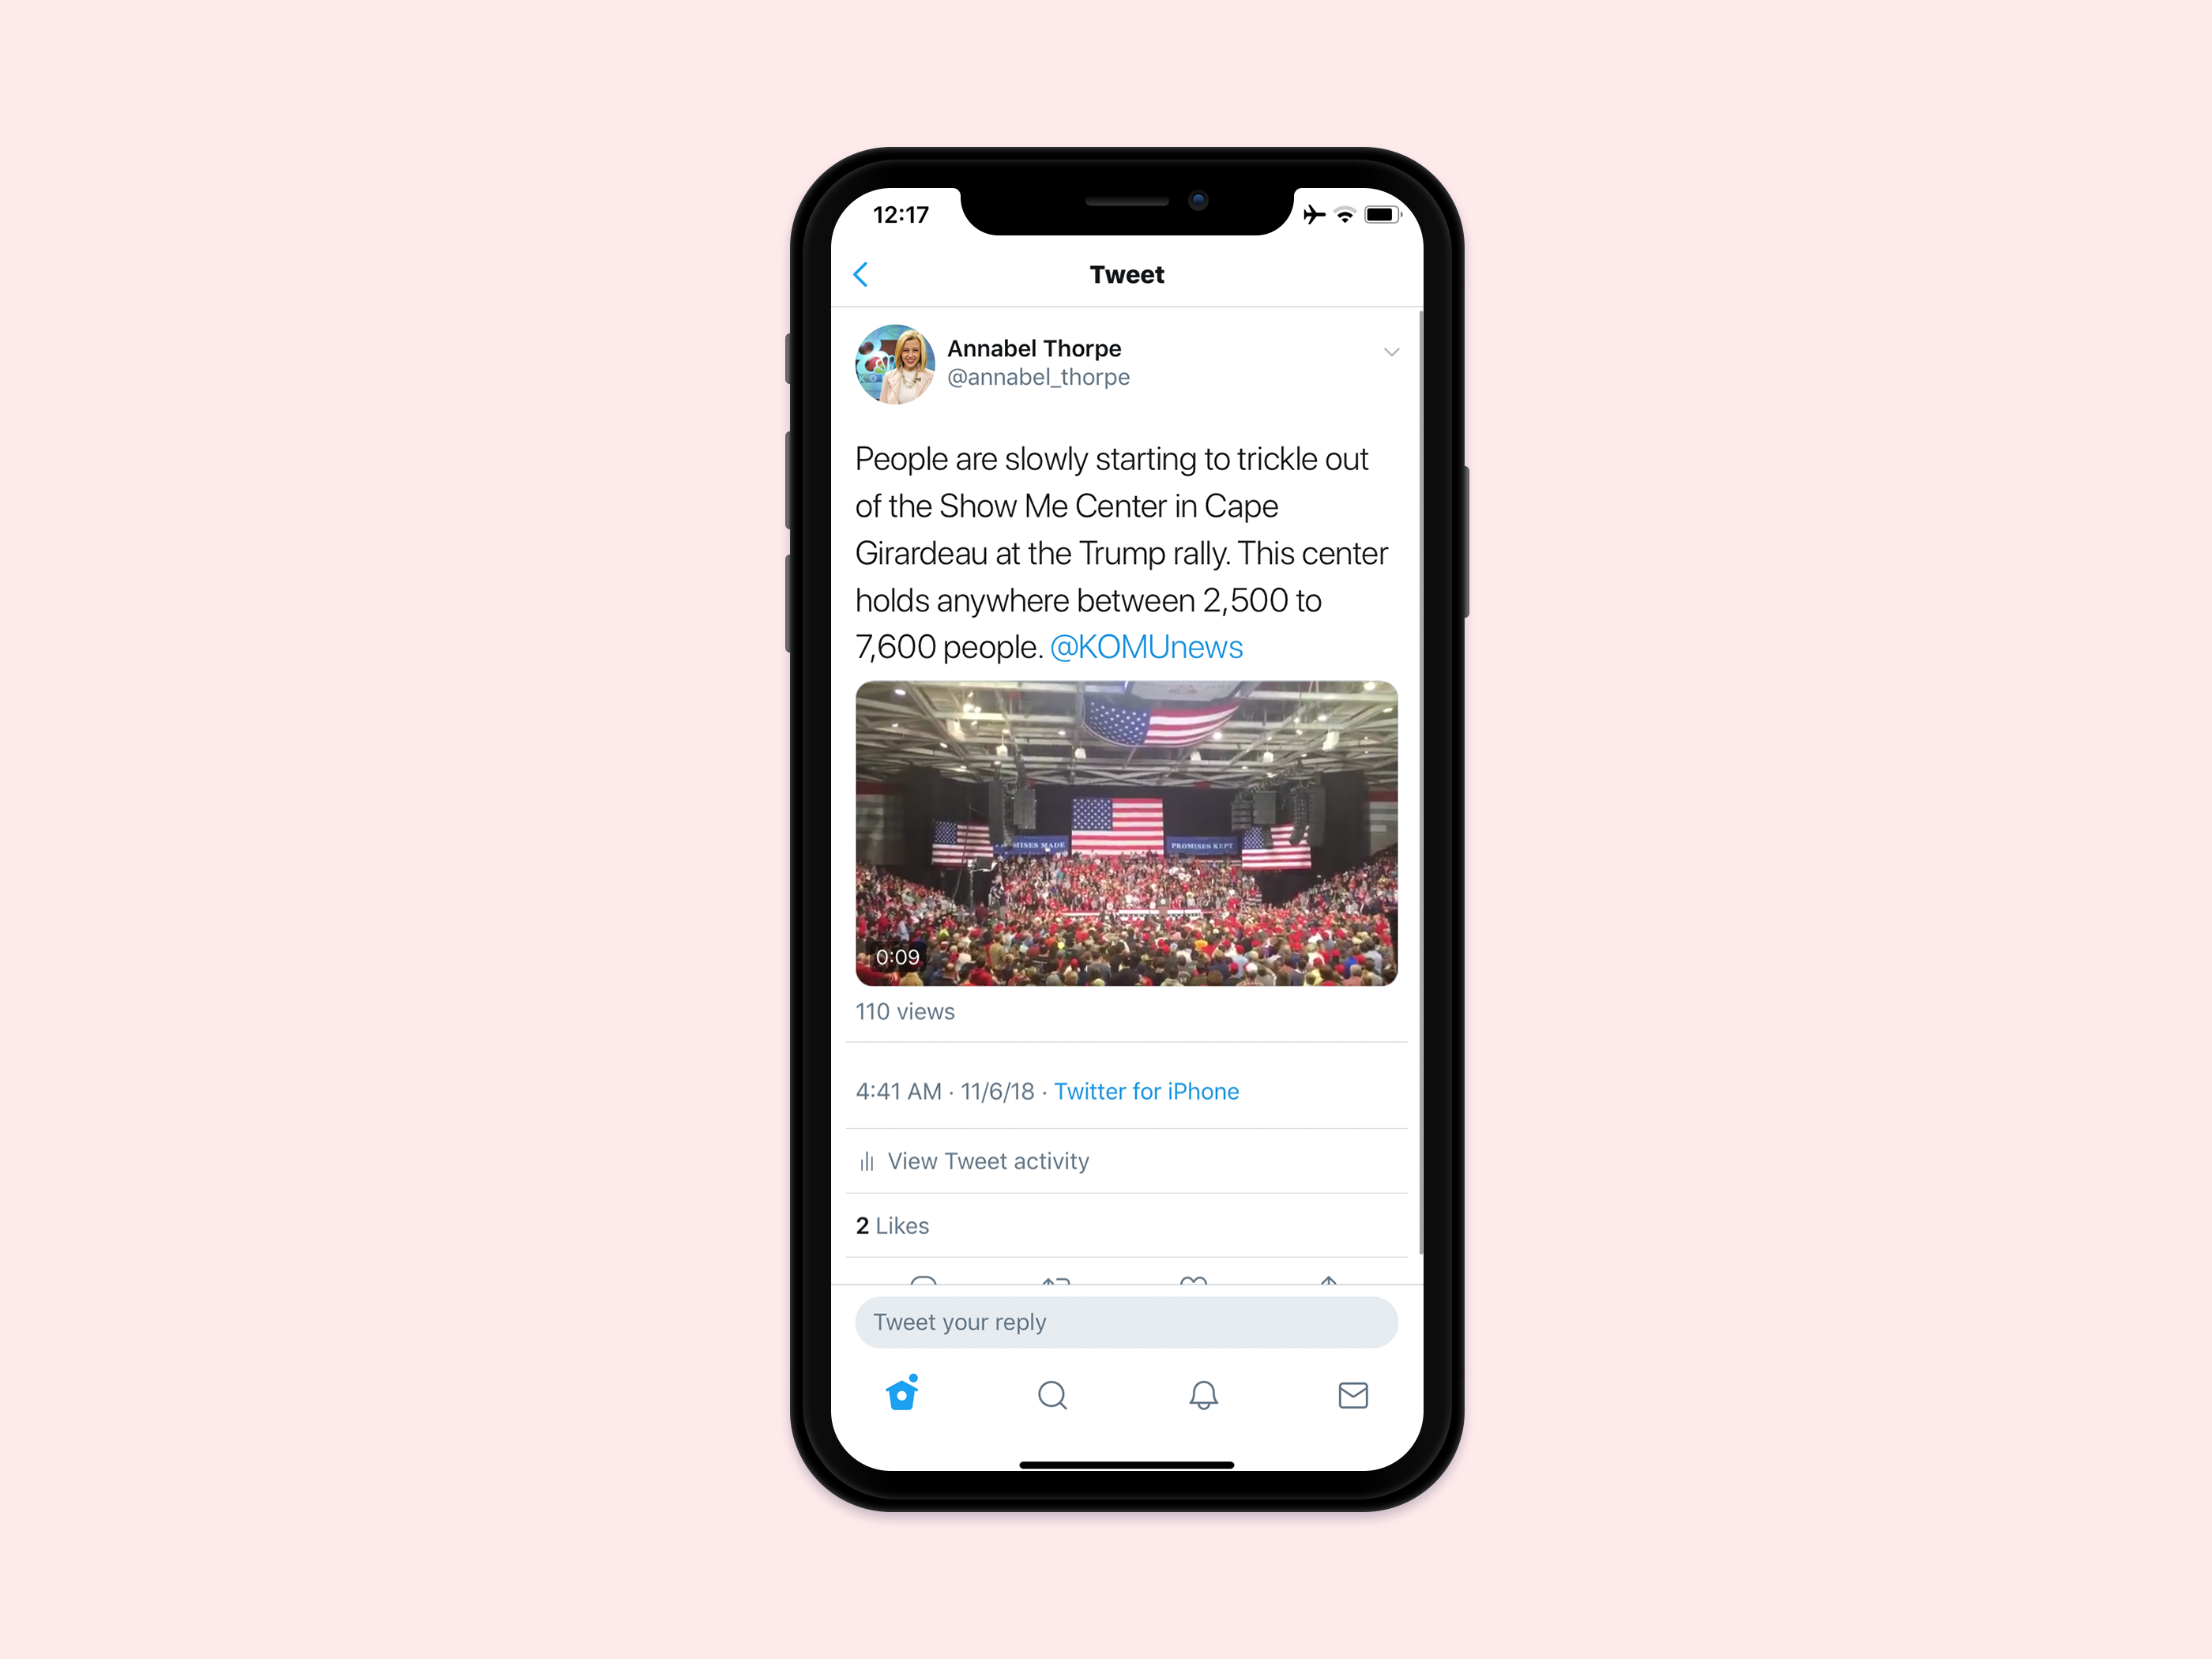 12:17
Tweet
Annabel Thorpe
@annabel_thorpe
People are slowly starting to trickle out
of the Show Me Center in Cape
Girardeau at the Trump rally. This center
holds anywhere between 2,500 to
7,600 people. @KOMUnews
MISES MADE
PROMISES KEPT
0:09
110 views
4:41 AM · 11/6/18 · Twitter for iPhone
View Tweet activity
2 Likes
Tweet your reply